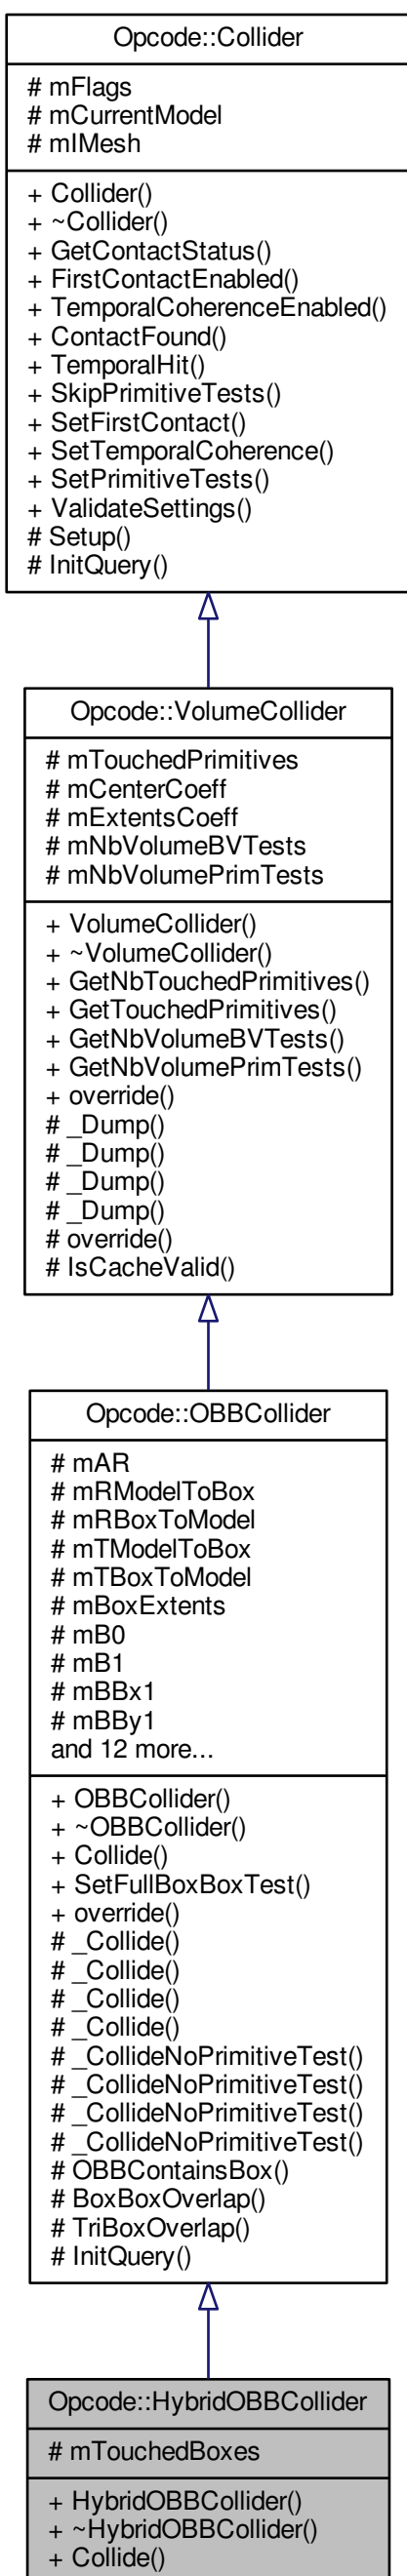 Opcode::Collider
# mFlags
# mCurrentModel
# mIMesh
+ Collider()
+ ~Collider()
+ GetContactStatus()
+ FirstContactEnabled()
+ TemporalCoherenceEnabled()
+ ContactFound()
+ TemporalHit()
+ SkipPrimitiveTests()
+ SetFirstContact()
+ SetTemporalCoherence()
+ SetPrimitiveTests()
+ ValidateSettings()
# Setup()
# InitQuery()
Opcode::VolumeCollider
# mTouchedPrimitives
# mCenterCoeff
# mExtentsCoeff
# mNbVolumeBVTests
# mNbVolumePrimTests
+ VolumeCollider()
+ ~VolumeCollider()
+ GetNbTouchedPrimitives()
+ GetTouchedPrimitives()
+ GetNbVolumeBVTests()
+ GetNbVolumePrimTests()
+ override()
# _Dump()
# _Dump()
# _Dump()
# _Dump()
# override()
# IsCacheValid()
Opcode::OBBCollider
# mAR
# mRModelToBox
# mRBoxToModel
# mTModelToBox
# mTBoxToModel
# mBoxExtents
# mB0
# mB1
# mBBx1
# mBBy1
and 12 more...
+ OBBCollider()
+ ~OBBCollider()
+ Collide()
+ SetFullBoxBoxTest()
+ override()
# _Collide()
# _Collide()
# _Collide()
# _Collide()
# _CollideNoPrimitiveTest()
# _CollideNoPrimitiveTest()
# _CollideNoPrimitiveTest()
# _CollideNoPrimitiveTest()
# OBBContainsBox()
# BoxBoxOverlap()
# TriBoxOverlap()
# InitQuery()
Opcode::HybridOBBCollider
# mTouchedBoxes
+ HybridOBBCollider()
+ ~HybridOBBCollider()
+ Collide()